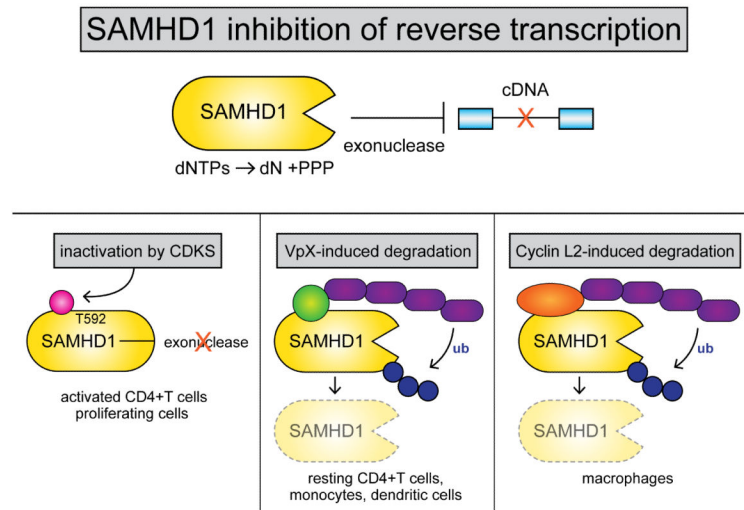 SAMHD1 inhibition of reverse transcription
SAMHD1
cDNA
exonuclease
dNTPs → dN +PPP
inactivation by CDKS
T592
SAMHD1
exonuclease
activated CD4+T cells
proliferating cells
VpX-induced degradation
SAMHD1
ub
SAMHD1
resting CD4+T cells,
monocytes, dendritic cells
Cyclin L2-induced degradation
SAMHD1
ub
SAMHD1
macrophages